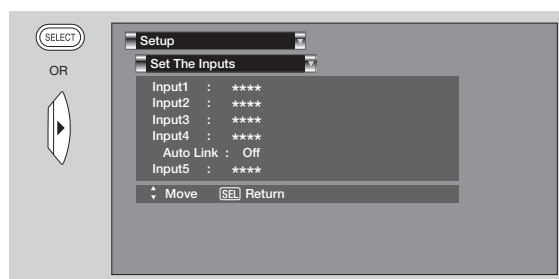 SELECT
OR
Setup
Set The Inputs
Input1 : ****
Input2 : ****
Input3 : ****
Input4 : ****
Auto Link : Off
Input5 : ****
Move SEL Return